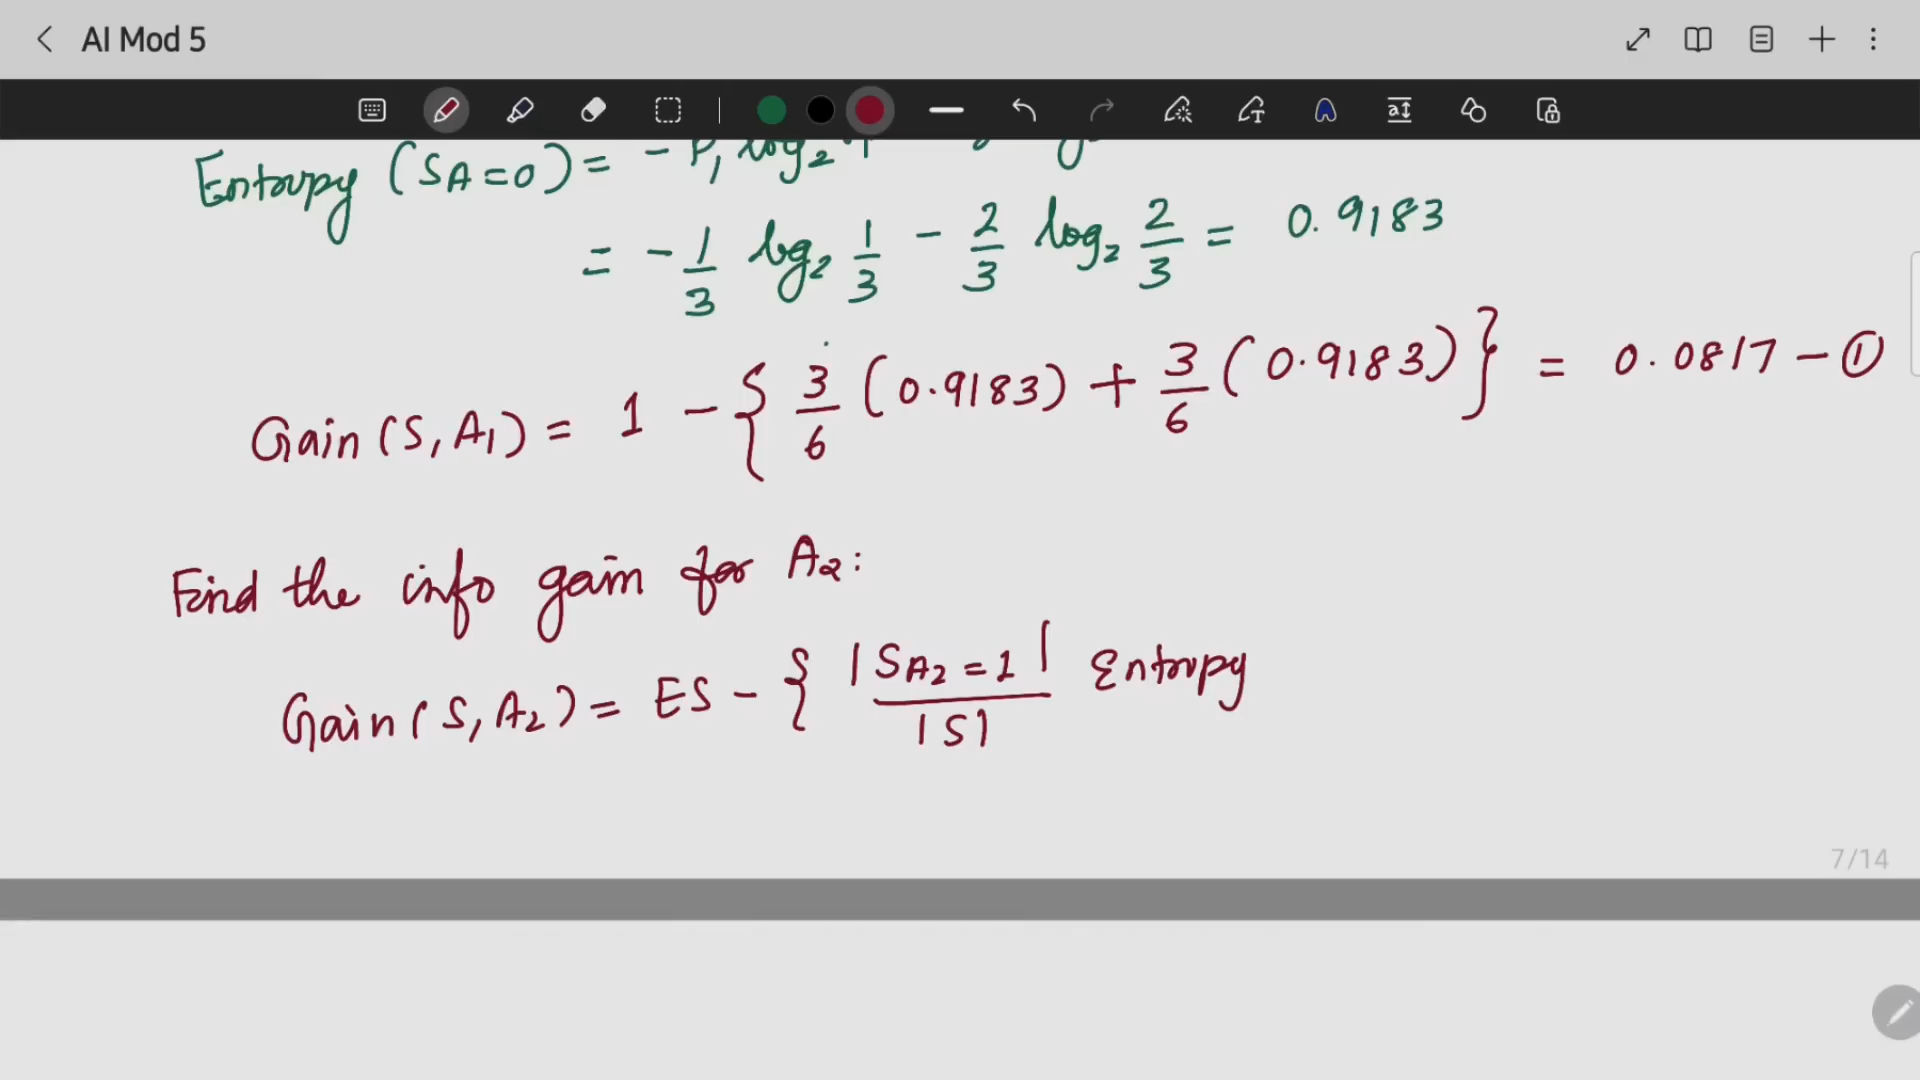 AI Mod 5
Entropy (SA=0) = - P1 log2
= -1/3 log2 1/3 - 2/3 log2 2/3 = 0.9183
Gain(S,A1) = 1 - { 3/6 (0.9183) + 3/6 (0.9183) } = 0.0817 - ①
Find the info gain for A2:
Gain(S,A2) = ES - { |SA2=1| / |S| Entropy
7/14